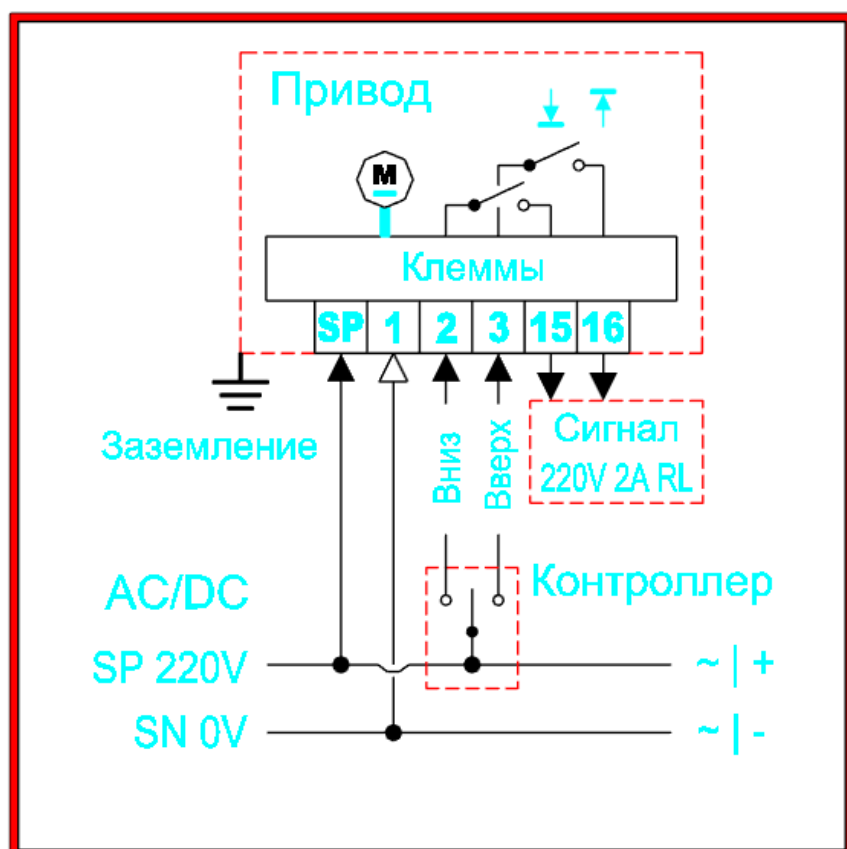 Привод
M
Клеммы
SP 1 2 3 15 16
Заземление
Вниз
Вверх
Сигнал
220V 2A RL
AC/DC
Контроллер
SP 220V
~ | +
SN 0V
~ | -